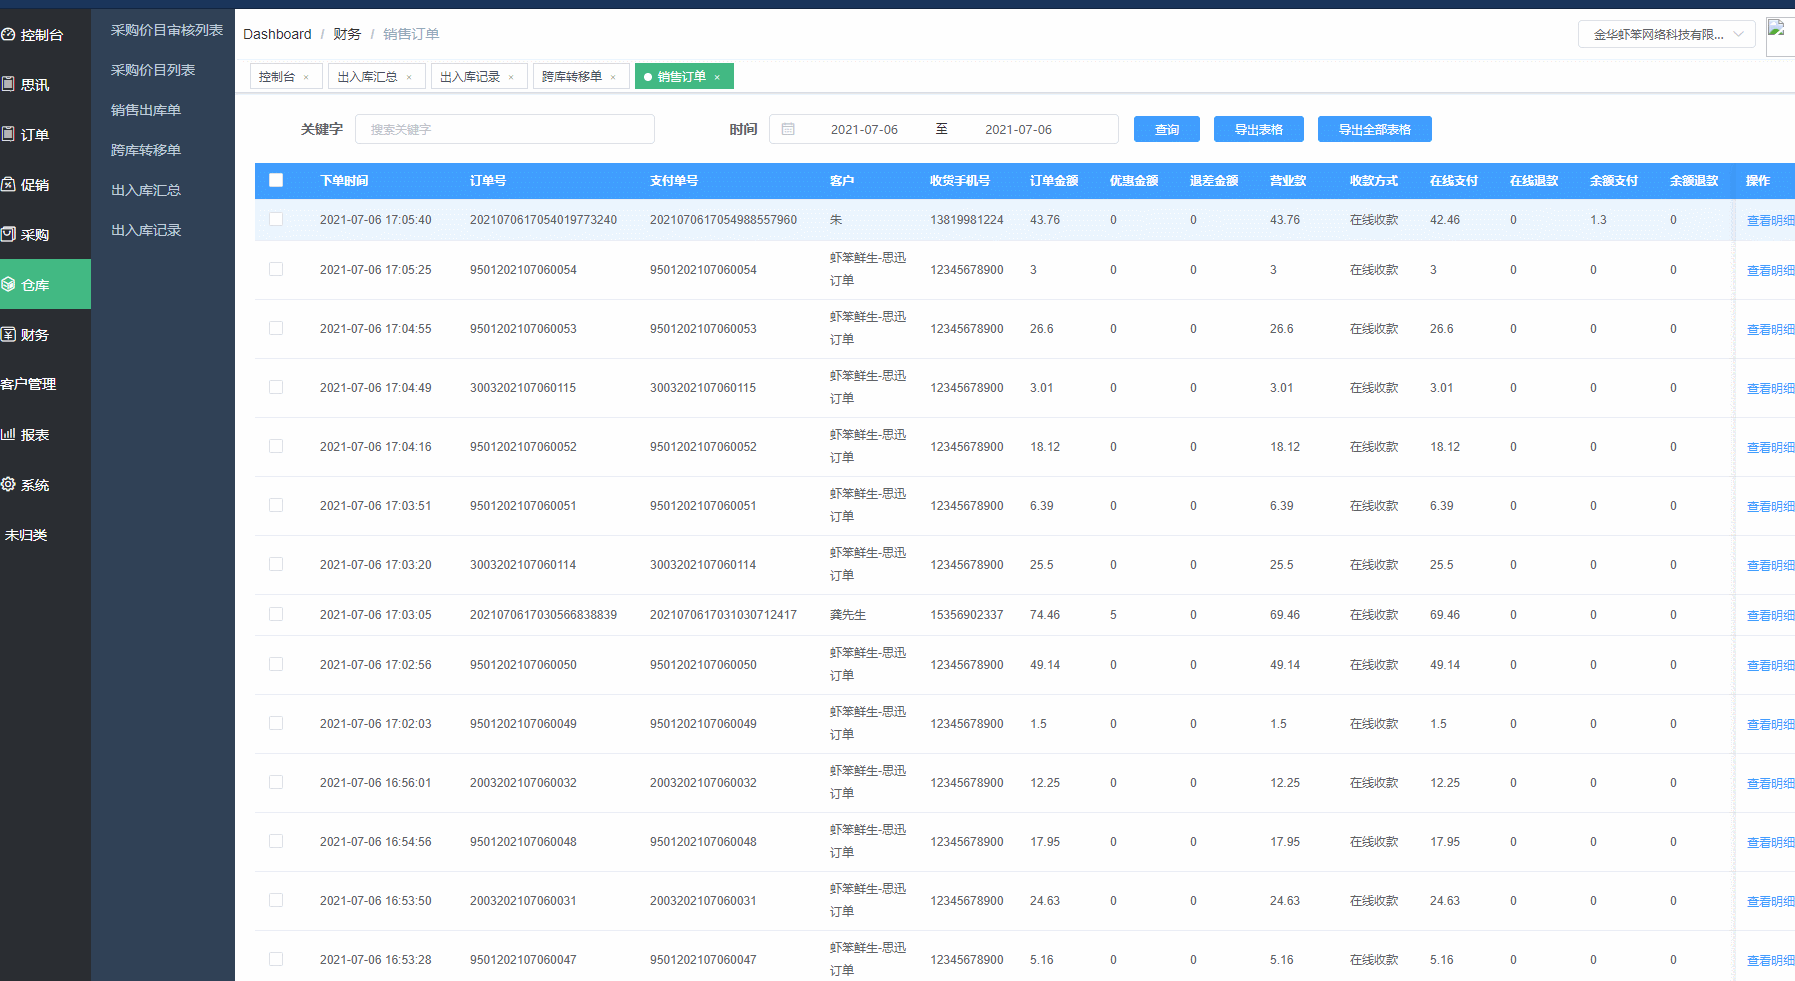 控制台
思讯
订单
促销
采购
仓库
财务
客户管理
报表
系统
未归类
采购价目审核列表
采购价目列表
销售出库单
跨库转移单
出入库汇总
出入库记录
Dashboard / 财务 / 销售订单
金华虾笨网络科技有限...
控制台 × 出入库汇总 × 出入库记录 × 跨库转移单 × 销售订单 ×
关键字 搜索关键字 时间 2021-07-06 至 2021-07-06 查询 导出表格 导出全部表格
下单时间 订单号 支付单号 客户 收货手机号 订单金额 优惠金额 退差金额 营业款 收款方式 在线支付 在线退款 余额支付 余额退款 操作
2021-07-06 17:05:40 2021070617054019773240 2021070617054988557960 朱 13819981224 43.76 0 0 43.76 在线收款 42.46 0 1.3 0 查看明细
2021-07-06 17:05:25 9501202107060054 9501202107060054 虾笨鲜生-思迅订单 12345678900 3 0 0 3 在线收款 3 0 0 0 查看明细
2021-07-06 17:04:55 9501202107060053 9501202107060053 虾笨鲜生-思迅订单 12345678900 26.6 0 0 26.6 在线收款 26.6 0 0 0 查看明细
2021-07-06 17:04:49 3003202107060115 3003202107060115 虾笨鲜生-思迅订单 12345678900 3.01 0 0 3.01 在线收款 3.01 0 0 0 查看明细
2021-07-06 17:04:16 9501202107060052 9501202107060052 虾笨鲜生-思迅订单 12345678900 18.12 0 0 18.12 在线收款 18.12 0 0 0 查看明细
2021-07-06 17:03:51 9501202107060051 9501202107060051 虾笨鲜生-思迅订单 12345678900 6.39 0 0 6.39 在线收款 6.39 0 0 0 查看明细
2021-07-06 17:03:20 3003202107060114 3003202107060114 虾笨鲜生-思迅订单 12345678900 25.5 0 0 25.5 在线收款 25.5 0 0 0 查看明细
2021-07-06 17:03:05 2021070617030566838839 2021070617031030712417 龚先生 15356902337 74.46 5 0 69.46 在线收款 69.46 0 0 0 查看明细
2021-07-06 17:02:56 9501202107060050 9501202107060050 虾笨鲜生-思迅订单 12345678900 49.14 0 0 49.14 在线收款 49.14 0 0 0 查看明细
2021-07-06 17:02:03 9501202107060049 9501202107060049 虾笨鲜生-思迅订单 12345678900 1.5 0 0 1.5 在线收款 1.5 0 0 0 查看明细
2021-07-06 16:56:01 2003202107060032 2003202107060032 虾笨鲜生-思迅订单 12345678900 12.25 0 0 12.25 在线收款 12.25 0 0 0 查看明细
2021-07-06 16:54:56 9501202107060048 9501202107060048 虾笨鲜生-思迅订单 12345678900 17.95 0 0 17.95 在线收款 17.95 0 0 0 查看明细
2021-07-06 16:53:50 2003202107060031 2003202107060031 虾笨鲜生-思迅订单 12345678900 24.63 0 0 24.63 在线收款 24.63 0 0 0 查看明细
2021-07-06 16:53:28 9501202107060047 9501202107060047 虾笨鲜生-思迅订单 12345678900 5.16 0 0 5.16 在线收款 5.16 0 0 0 查看明细